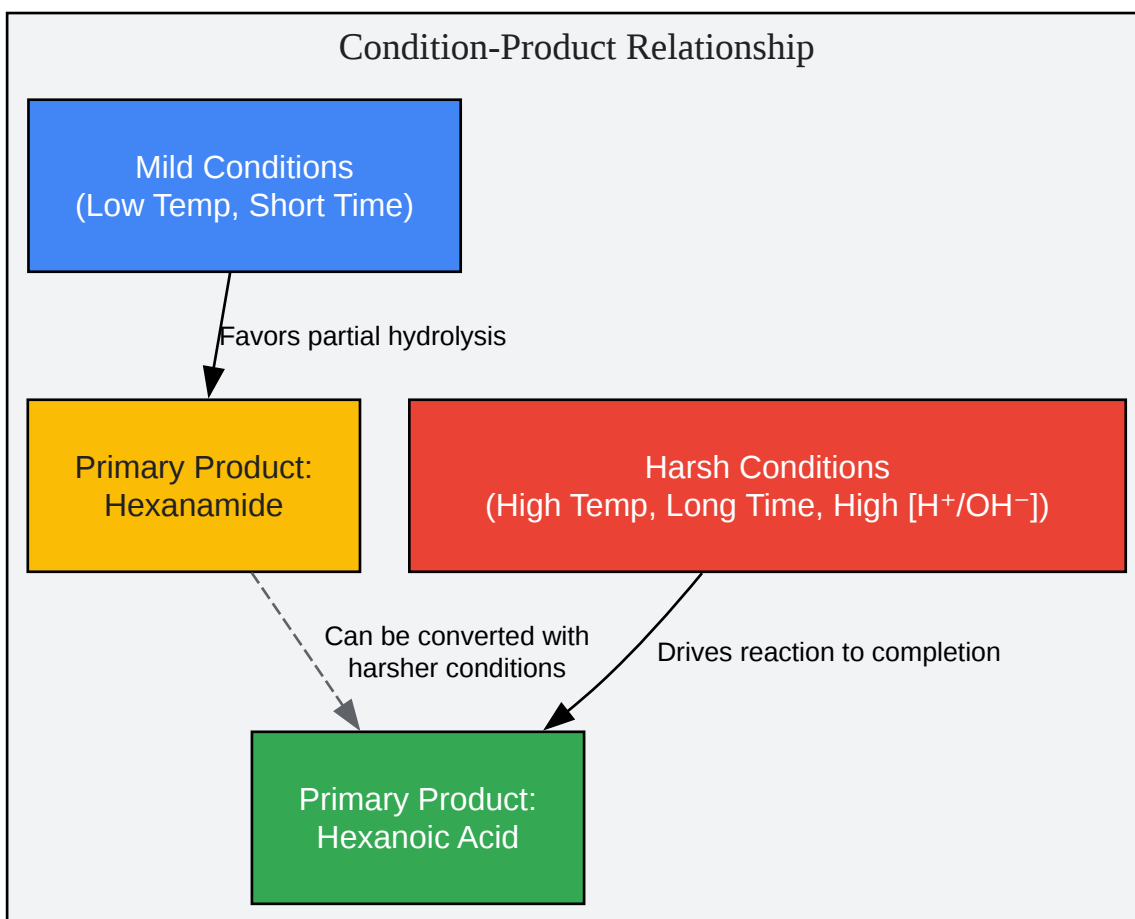 Condition-Product Relationship
Mild Conditions
(Low Temp, Short Time)
Favors partial hydrolysis
Primary Product:
Hexanamide
Harsh Conditions
(High Temp, Long Time, High [H⁺/OH⁻])
Can be converted with
harsher conditions
Drives reaction to completion
Primary Product:
Hexanoic Acid